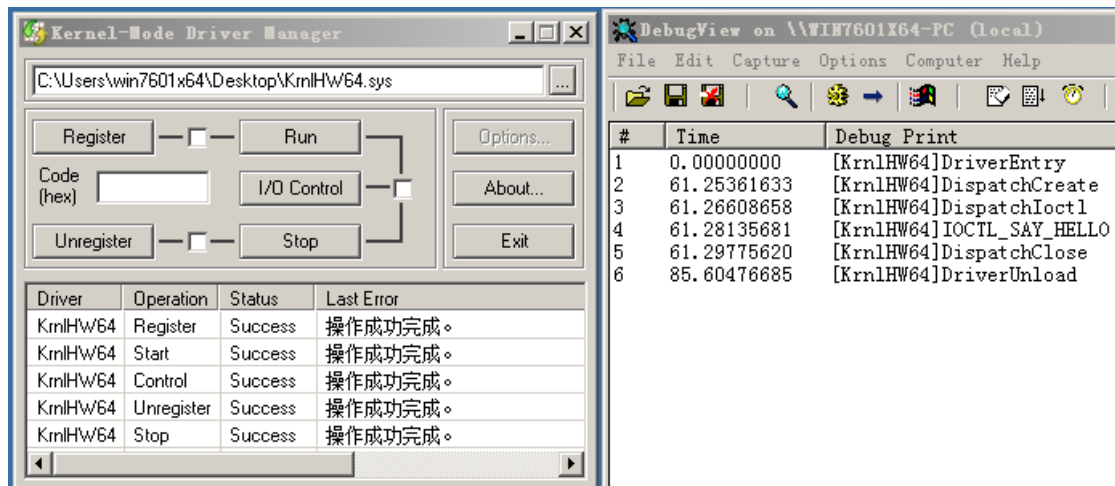 Kernel-Mode Driver Manager
C:\Users\win7601x64\Desktop\KrnlHW64.sys
...
Register
Run
Options...
Code
(hex)
I/O Control
About...
Unregister
Stop
Exit
Driver Operation Status Last Error
KrnlHW64 Register Success 操作成功完成。
KrnlHW64 Start Success 操作成功完成。
KrnlHW64 Control Success 操作成功完成。
KrnlHW64 Unregister Success 操作成功完成。
KrnlHW64 Stop Success 操作成功完成。
DebugView on \\WIN7601X64-PC (local)
File Edit Capture Options Computer Help
# Time Debug Print
1 0.00000000 [KrnlHW64]DriverEntry
2 61.25361633 [KrnlHW64]DispatchCreate
3 61.26608658 [KrnlHW64]DispatchIoctl
4 61.28135681 [KrnlHW64]IOCTL_SAY_HELLO
5 61.29775620 [KrnlHW64]DispatchClose
6 85.60476685 [KrnlHW64]DriverUnload